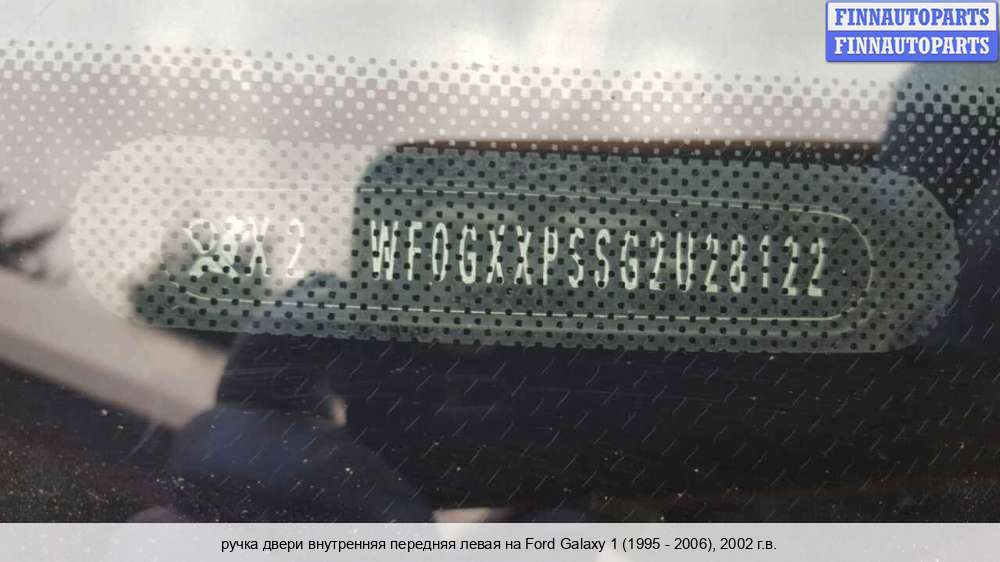 FINNAUTOPARTS
FINNAUTOPARTS
WF0GXXPSSG2U28122
ручка двери внутренняя передняя левая на Ford Galaxy 1 (1995 - 2006), 2002 г.в.